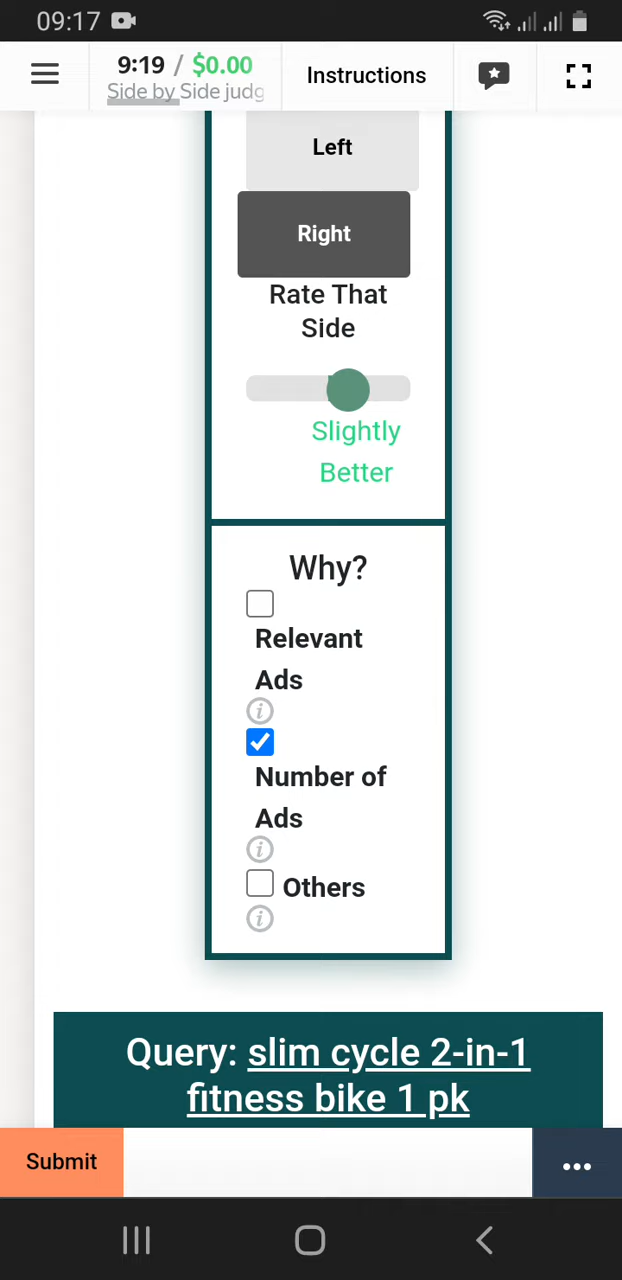 09:17
9:19 / $0.00
Side by Side judg
Instructions
Left
Right
Rate That
Side
Slightly
Better
Why?
Relevant
Ads
i
Number of
Ads
i
Others
i
Query: slim cycle 2-in-1
fitness bike 1 pk
Submit